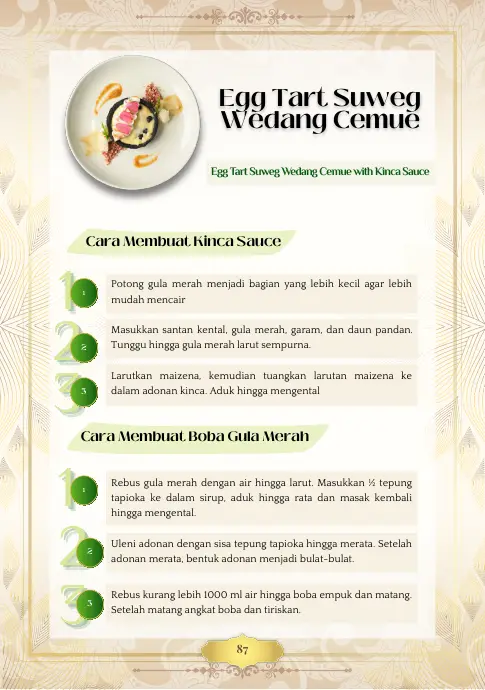 Egg Tart Suweg
Wedang Cemue
Egg Tart Suweg Wedang Cemue with Kinca Sauce
Cara Membuat Kinca Sauce
1
1
Potong gula merah menjadi bagian yang lebih kecil agar lebih
mudah mencair
2
2
Masukkan santan kental, gula merah, garam, dan daun pandan.
Tunggu hingga gula merah larut sempurna.
3
3
Larutkan maizena, kemudian tuangkan larutan maizena ke
dalam adonan kinca. Aduk hingga mengental
Cara Membuat Boba Gula Merah
1
1
Rebus gula merah dengan air hingga larut. Masukkan ½ tepung
tapioka ke dalam sirup, aduk hingga rata dan masak kembali
hingga mengental.
2
2
Uleni adonan dengan sisa tepung tapioka hingga merata. Setelah
adonan merata, bentuk adonan menjadi bulat-bulat.
3
3
Rebus kurang lebih 1000 ml air hingga boba empuk dan matang.
Setelah matang angkat boba dan tiriskan.
87